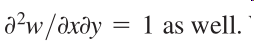 ∂²w/∂x∂y = 1 as well.